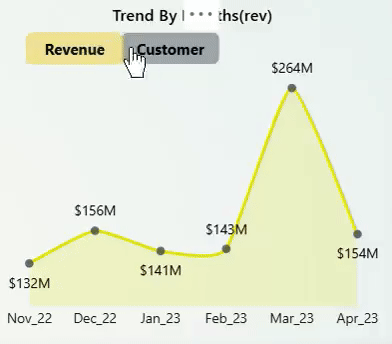 Trend By ths(rev)
Revenue Customer
$264M
$156M
$143M
$154M
$141M
$132M
Nov_22 Dec_22 Jan_23 Feb_23 Mar_23 Apr_23